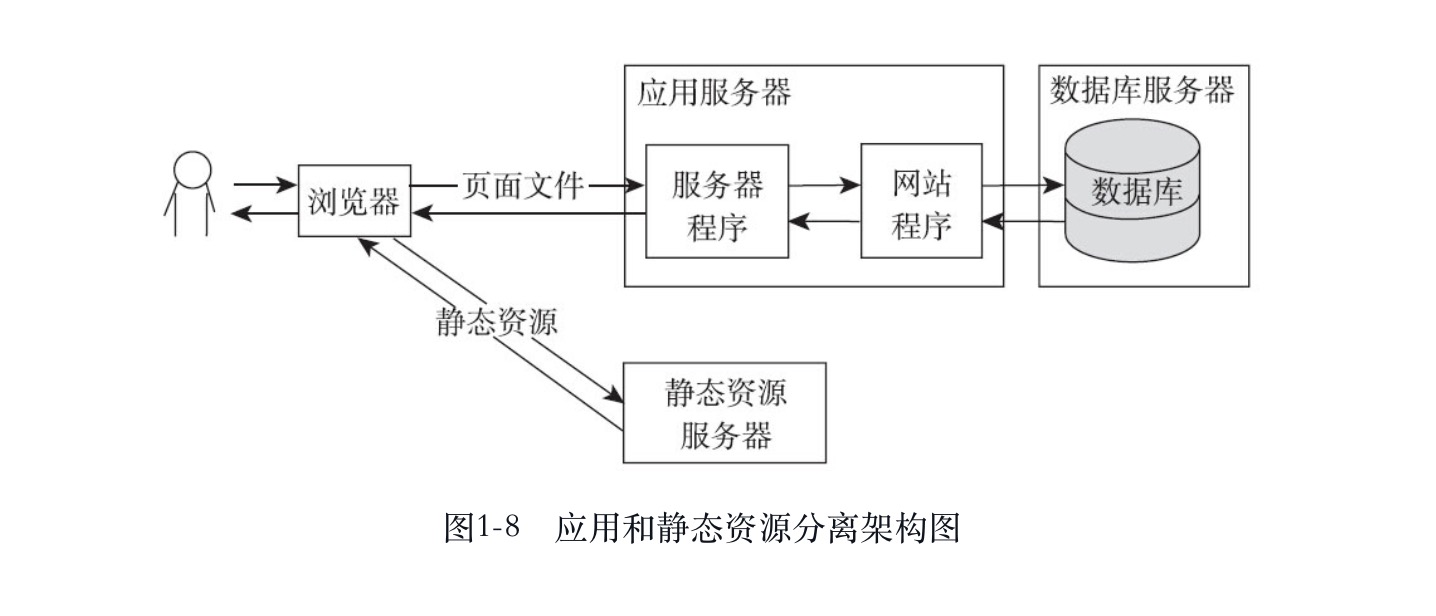 应用服务器
数据库服务器
浏览器
页面文件
服务器
程序
网站
程序
数据库
静态资源
静态资源
服务器
图1-8 应用和静态资源分离架构图